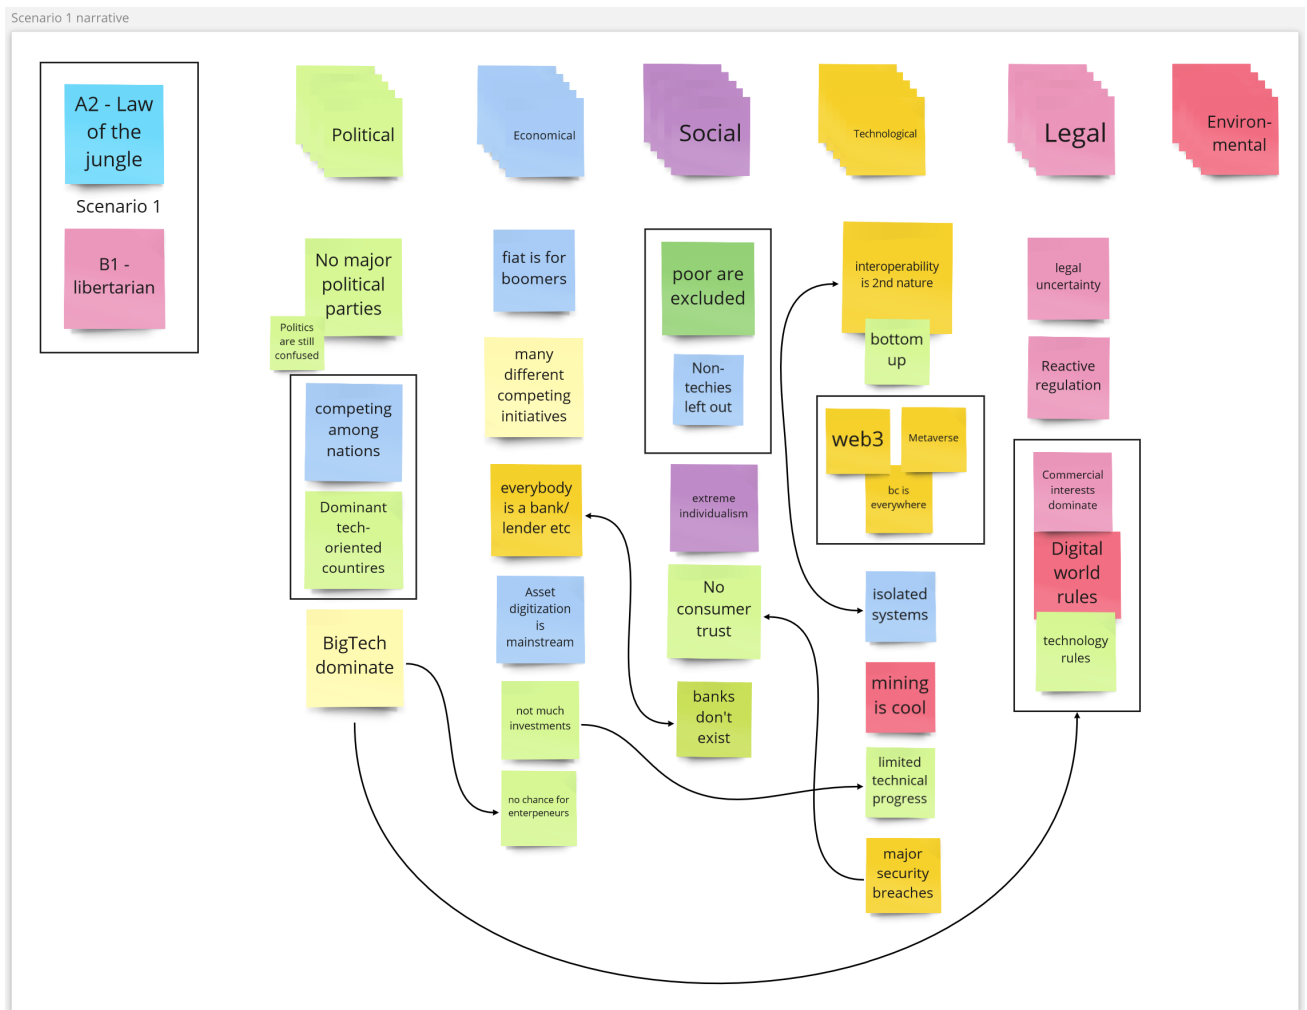 Scenario 1 narrative
A2 - Law
of the
jungle
Scenario 1
B1 -
libertarian
Political
Economical
Social
Technological
Legal
Environ-
mental
No major
political
parties
Politics
are still
confused
competing
among
nations
Dominant
tech-
oriented
countires
BigTech
dominate
fiat is for
boomers
many
different
competing
initiatives
everybody
is a bank/
lender etc
Asset
digitization
is
mainstream
not much
investments
no chance for
enterpeneurs
poor are
excluded
Non-
techies
left out
extreme
individualism
No
consumer
trust
banks
don't
exist
interoperability
is 2nd nature
bottom
up
web3
Metaverse
bc is
everywhere
isolated
systems
mining
is cool
limited
technical
progress
major
security
breaches
legal
uncertainty
Reactive
regulation
Commercial
interests
dominate
Digital
world
rules
technology
rules